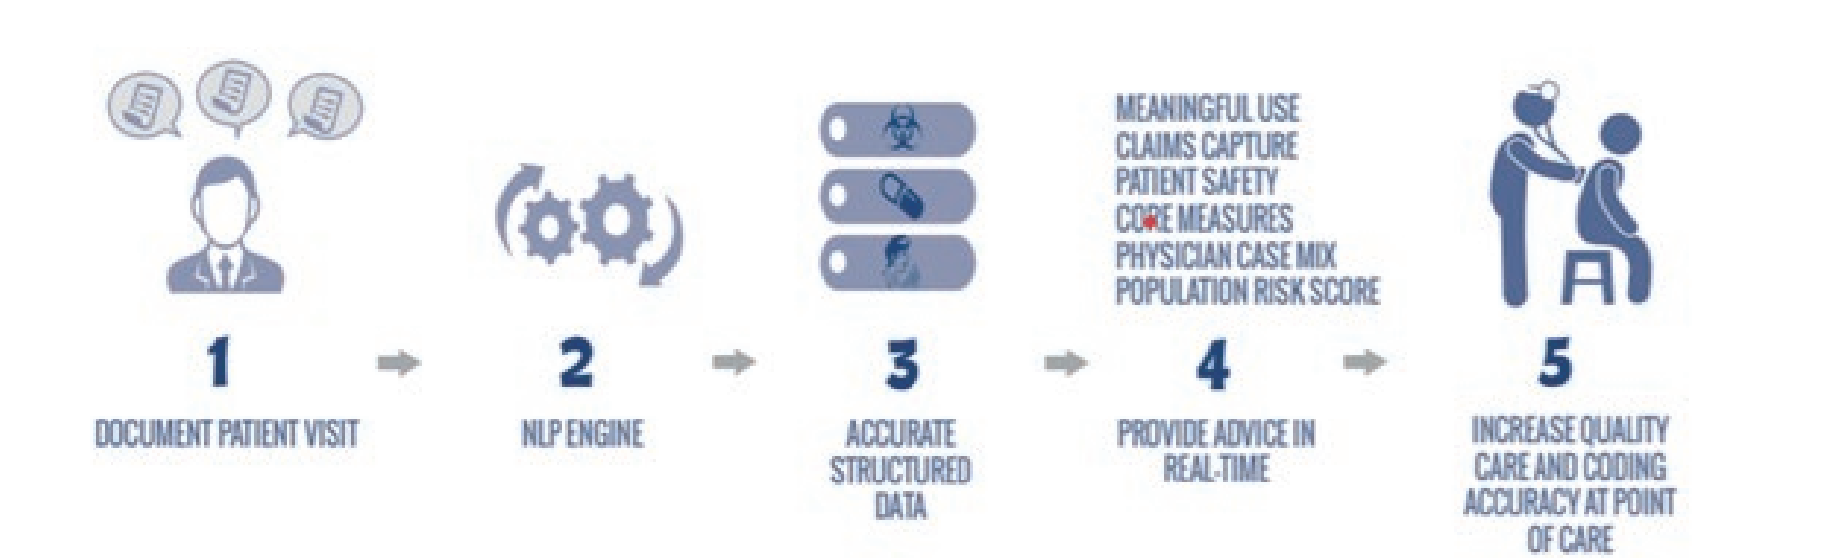 MEANINGFUL USE
CLAIMS CAPTURE
PATIENT SAFETY
CORE MEASURES
PHYSICIAN CASE MIX
POPULATION RISK SCORE
1
DOCUMENT PATIENT VISIT
2
NLP ENGINE
3
ACCURATE
STRUCTURED
DATA
4
PROVIDE ADVICE IN
REAL-TIME
5
INCREASE QUALITY
CARE AND CODING
ACCURACY AT POINT
OF CARE